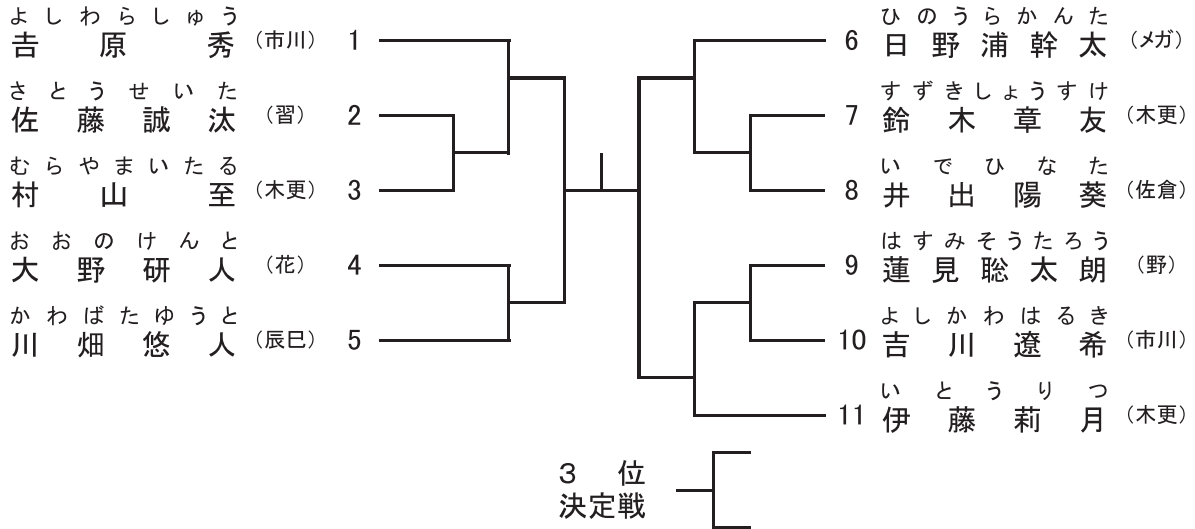 よしわらしゅう
𠮷原秀 (市川) 1
さとうせいた
佐藤誠汰 (習) 2
むらやまいたる
村山至 (木更) 3
おおのけんと
大野研人 (花) 4
かわばたゆうと
川畑悠人 (辰巳) 5
ひのうらかんた
6 日野浦幹太 (メガ)
すずきしょうすけ
7 鈴木章友 (木更)
いでひなた
8 井出陽葵 (佐倉)
はすみそうたろう
9 蓮見聡太朗 (野)
よしかわはるき
10 吉川遼希 (市川)
いとうりつ
11 伊藤莉月 (木更)
3位
決定戦